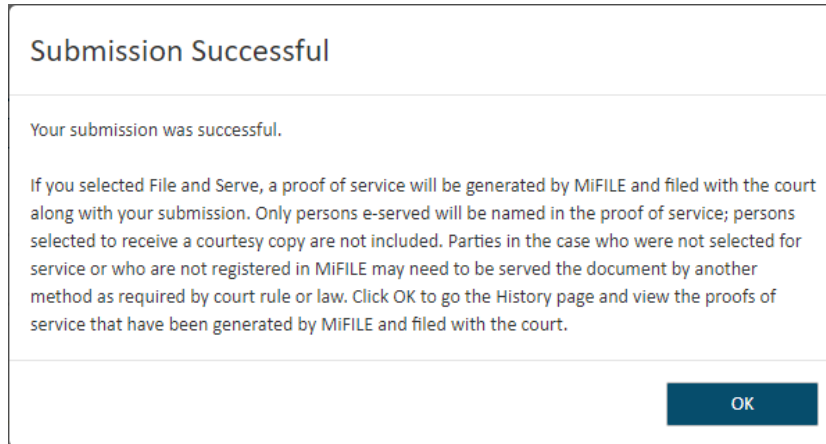 Submission Successful
Your submission was successful.
If you selected File and Serve, a proof of service will be generated by MiFILE and filed with the court
along with your submission. Only persons e-served will be named in the proof of service; persons
selected to receive a courtesy copy are not included. Parties in the case who were not selected for
service or who are not registered in MiFILE may need to be served the document by another
method as required by court rule or law. Click OK to go the History page and view the proofs of
service that have been generated by MiFILE and filed with the court.
OK